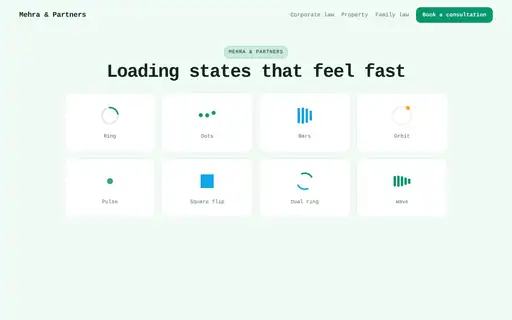 Mehra & Partners
Corporate law Property Family law Book a consultation
MEHRA & PARTNERS
Loading states that feel fast
Ring Dots Bars Orbit
Pulse Square flip Dual ring Wave